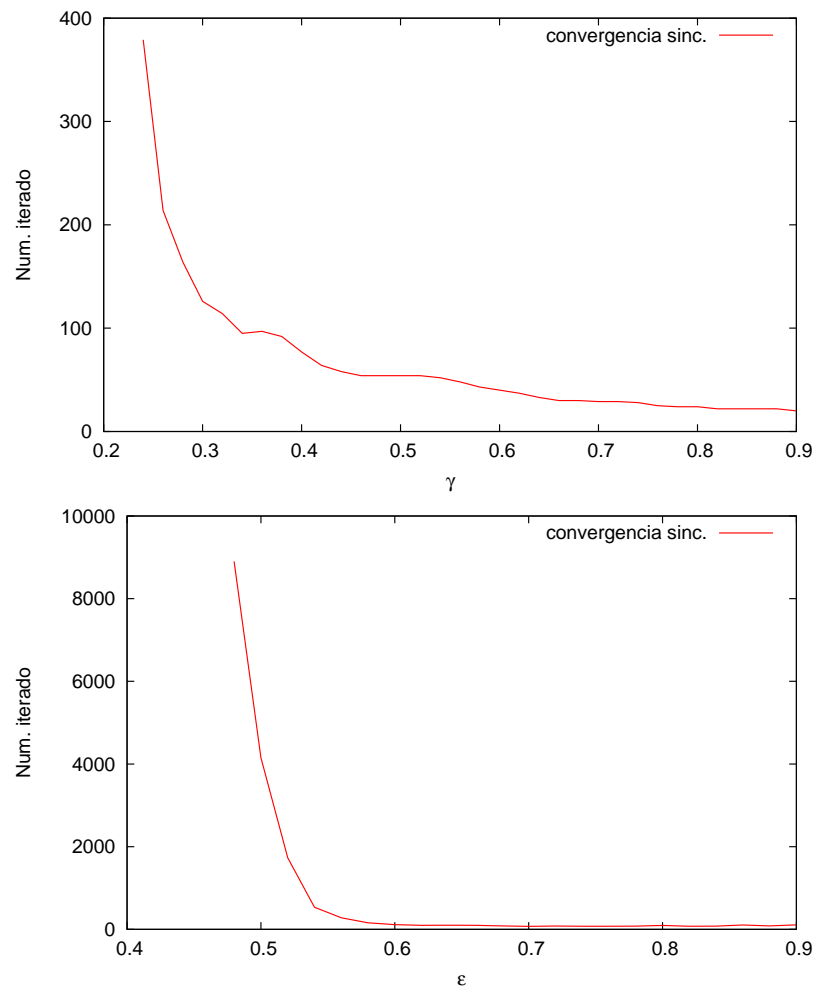 400
convergencia sinc.
300
Num. iterado
200
100
0
0.2 0.3 0.4 0.5 0.6 0.7 0.8 0.9
γ
10000
convergencia sinc.
8000
6000
Num. iterado
4000
2000
0
0.4 0.5 0.6 0.7 0.8 0.9
ε